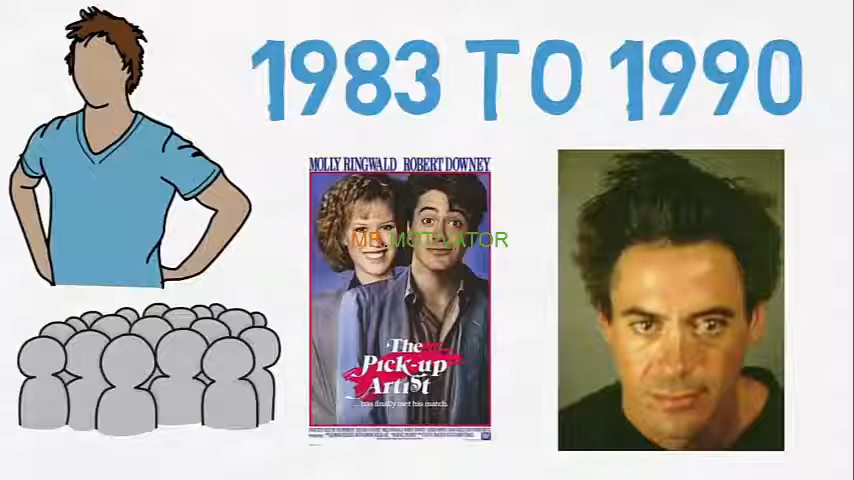 1983 TO 1990
MOLLY RINGWALD ROBERT DOWNEY
MR MOTIVATOR
The
Pick-up
Artist
...has finally met his match.